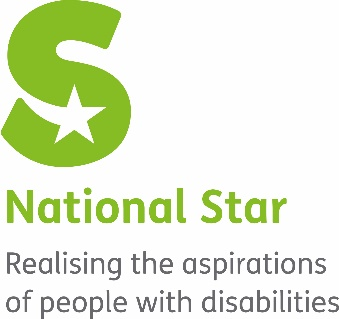 S
National Star
Realising the aspirations
of people with disabilities